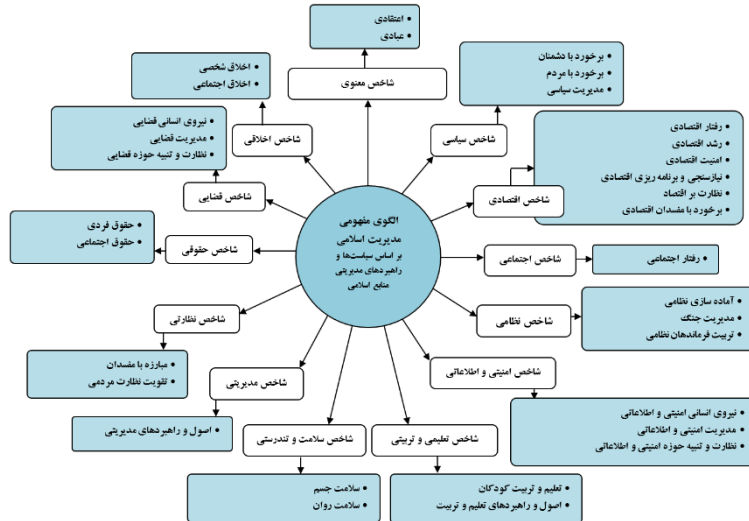 اعتقادی
عبادی
شاخص معنوی
برخورد با دشمنان
برخورد با مردم
مدیریت سیاسی
شاخص سیاسی
رفتار اقتصادی
رشد اقتصادی
امنیت اقتصادی
نیازسنجی و برنامه ریزی اقتصادی
نظارت بر اقتصاد
برخورد با مفسدان اقتصادی
شاخص اقتصادی
رفتار اجتماعی
شاخص اجتماعی
آماده سازی نظامی
مدیریت جنگ
تربیت فرماندهان نظامی
شاخص نظامی
شاخص امنیتی و اطلاعاتی
نیروی انسانی امنیتی و اطلاعاتی
مدیریت امنیتی و اطلاعاتی
نظارت و تنبیه حوزه امنیتی و اطلاعاتی
شاخص تعلیمی و تربیتی
تعلیم و تربیت کودکان
اصول و راهبردهای تعلیم و تربیت
شاخص سلامت و تندرستی
سلامت جسم
سلامت روان
شاخص مدیریتی
اصول و راهبردهای مدیریتی
شاخص نظارتی
مبارزه با مفسدان
تقویت نظارت مردمی
شاخص حقوقی
حقوق فردی
حقوق اجتماعی
شاخص قضایی
نیروی انسانی قضایی
مدیریت قضایی
نظارت و تنبیه حوزه قضایی
شاخص اخلاقی
اخلاق شخصی
اخلاق اجتماعی
الگوی مفهومی
مدیریت اسلامی
بر اساس سیاست‌ها و
راهبردهای مدیریتی
منابع اسلامی